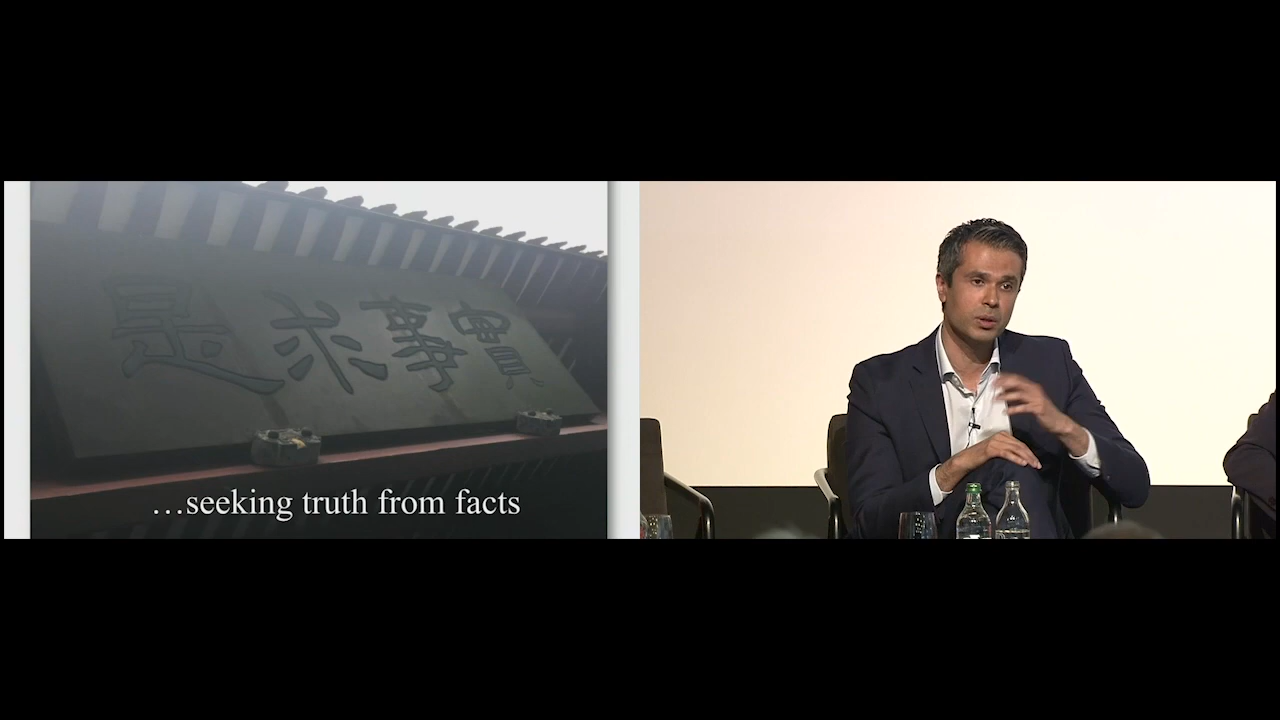 實事求是
…seeking truth from facts